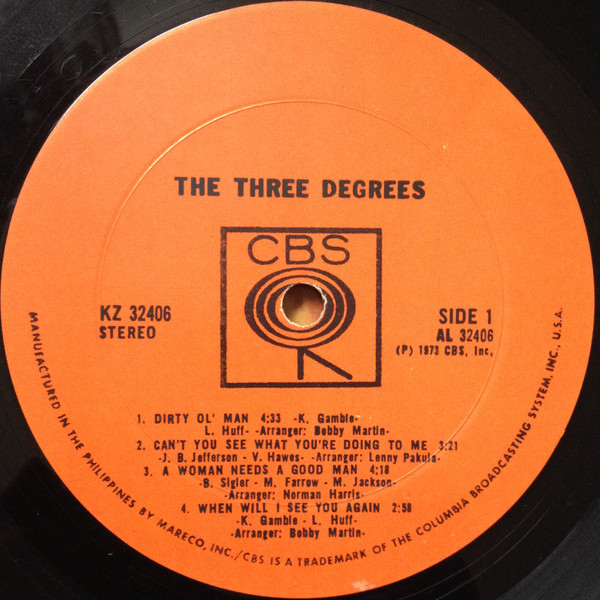 THE THREE DEGREES
CBS
KZ 32406
STEREO
SIDE 1
AL 32406
(P) 1973 CBS, Inc.
1. DIRTY OL' MAN 4:33 -K. Gamble-
L. Huff- -Arranger: Bobby Martin-
2. CAN'T YOU SEE WHAT YOU'RE DOING TO ME 3:21
-J. B. Jefferson - V. Hawes- -Arranger: Lenny Pakula-
3. A WOMAN NEEDS A GOOD MAN 4:18
-B. Sigler - M. Farrow - M. Jackson-
-Arranger: Norman Harris-
4. WHEN WILL I SEE YOU AGAIN 2:58
-K. Gamble - L. Huff-
-Arranger: Bobby Martin-
MANUFACTURED IN THE PHILIPPINES BY MARECO, INC./CBS IS A TRADEMARK OF THE COLUMBIA BROADCASTING SYSTEM, INC., U.S.A.